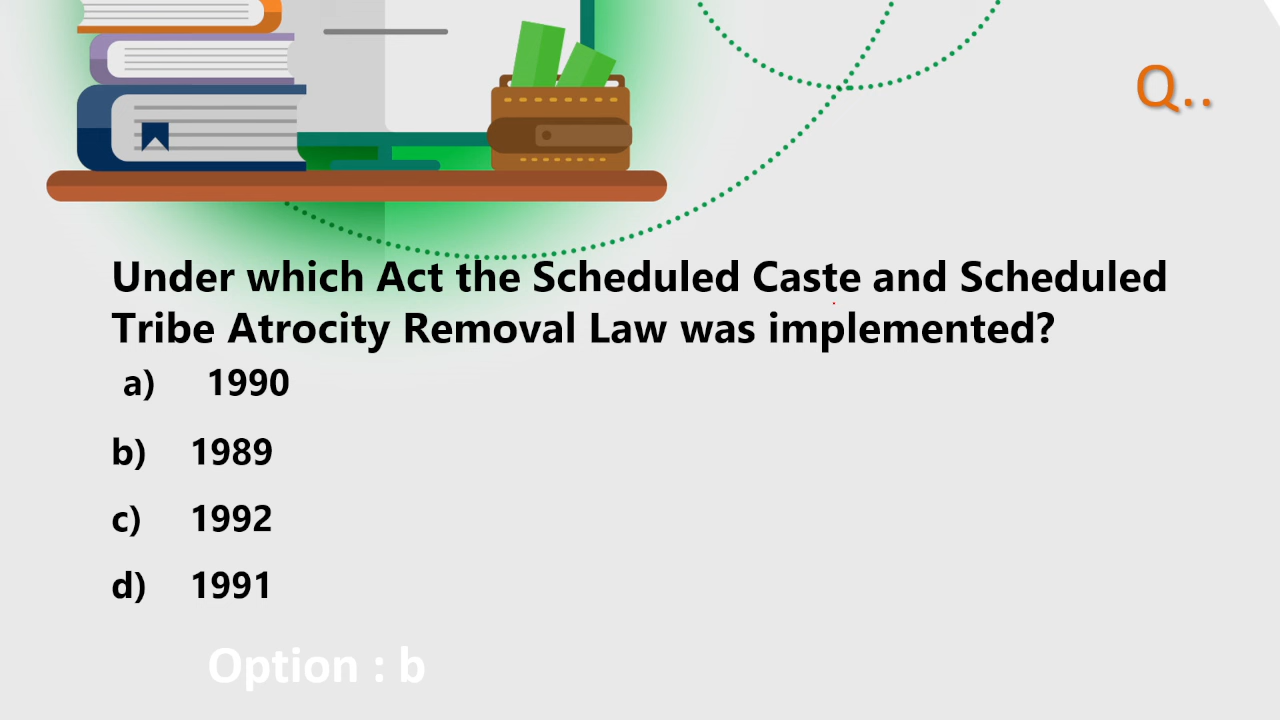 Q..
Under which Act the Scheduled Caste and Scheduled
Tribe Atrocity Removal Law was implemented?
a) 1990
b) 1989
c) 1992
d) 1991
Option : b